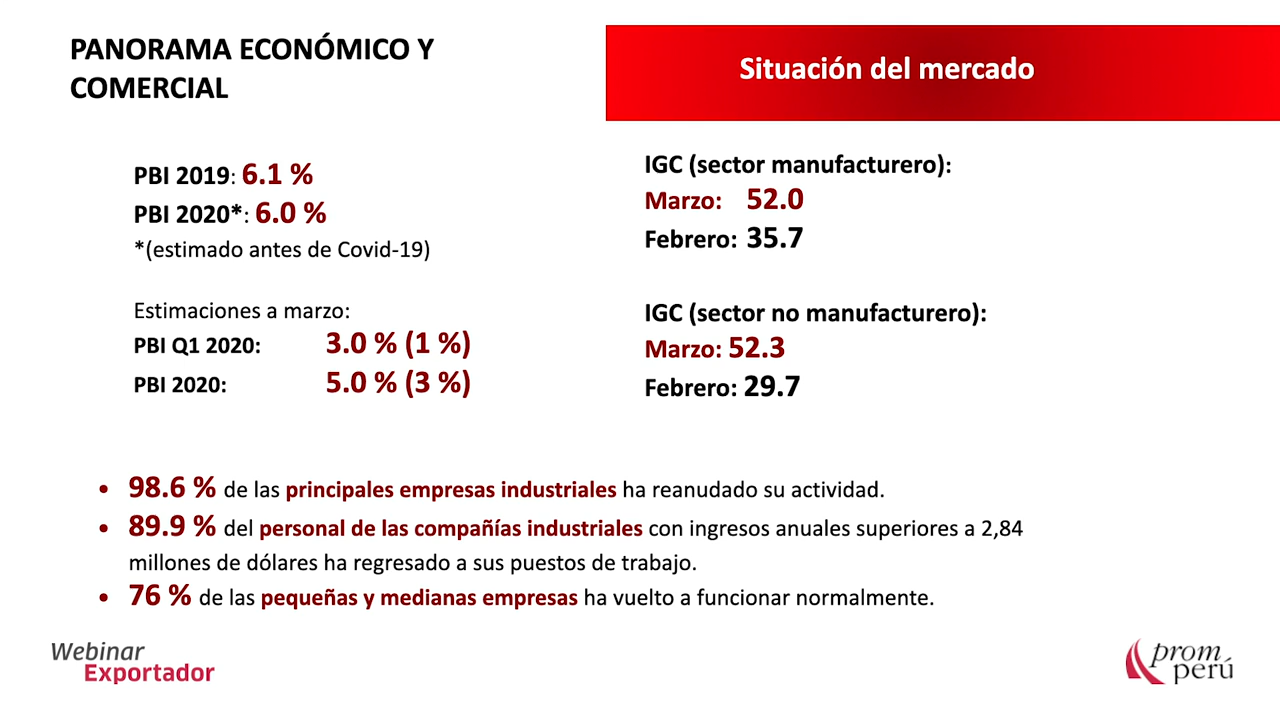 PANORAMA ECONÓMICO Y
COMERCIAL
Situación del mercado
PBI 2019: 6.1 %
PBI 2020*: 6.0 %
*(estimado antes de Covid-19)
Estimaciones a marzo:
PBI Q1 2020: 3.0 % (1 %)
PBI 2020: 5.0 % (3 %)
IGC (sector manufacturero):
Marzo: 52.0
Febrero: 35.7
IGC (sector no manufacturero):
Marzo: 52.3
Febrero: 29.7
• 98.6 % de las principales empresas industriales ha reanudado su actividad.
• 89.9 % del personal de las compañías industriales con ingresos anuales superiores a 2,84
millones de dólares ha regresado a sus puestos de trabajo.
• 76 % de las pequeñas y medianas empresas ha vuelto a funcionar normalmente.
Webinar
Exportador
prom
perú